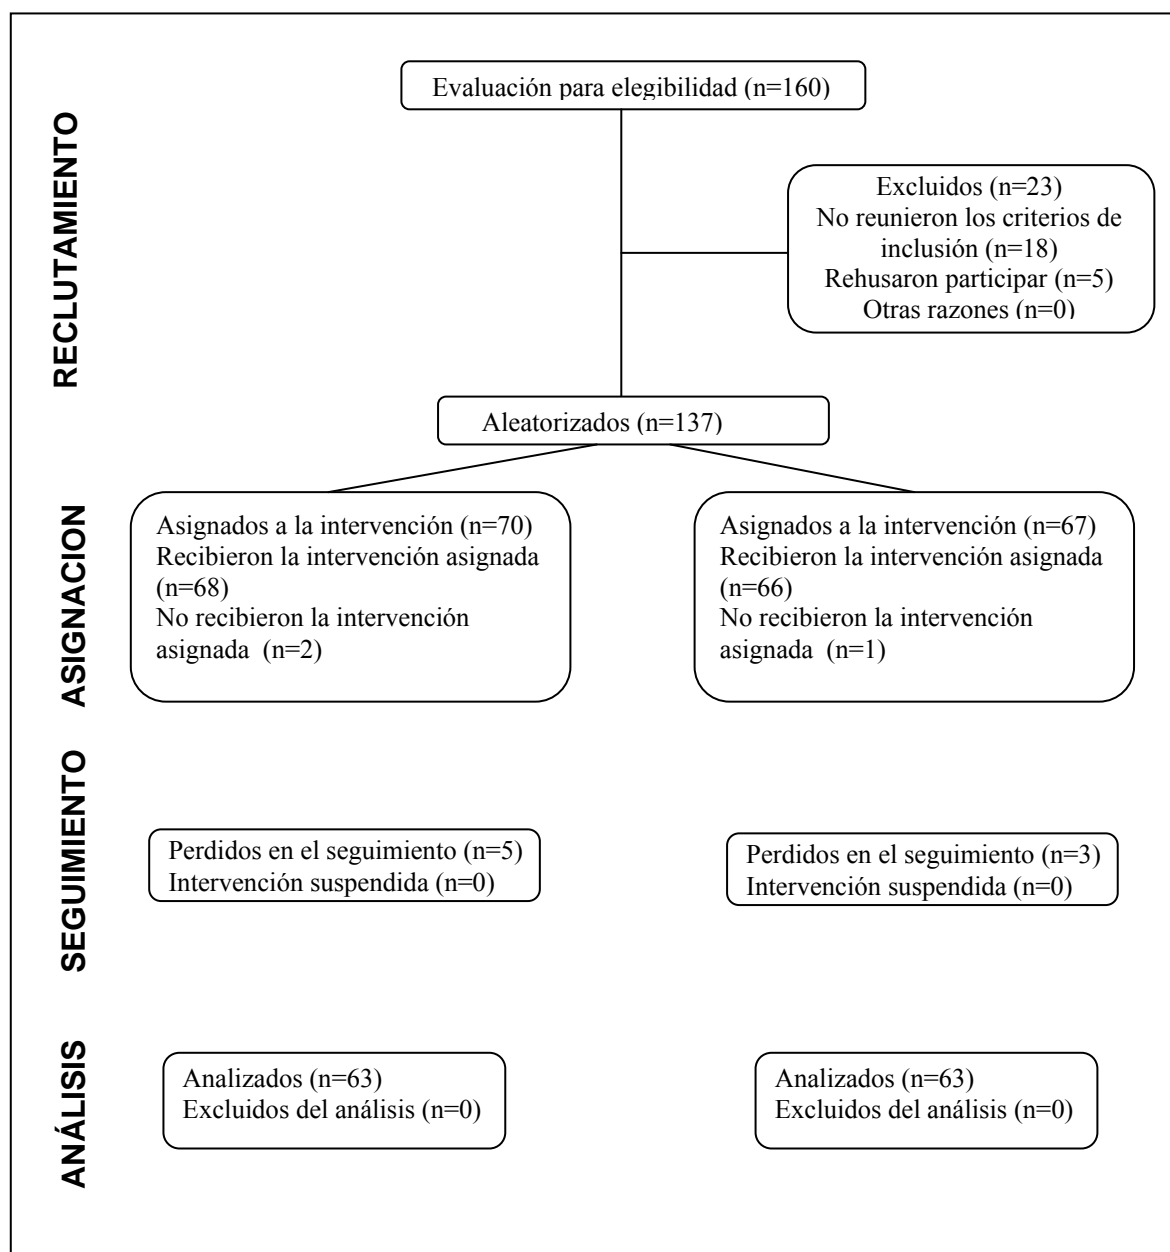 RECLUTAMIENTO
Evaluación para elegibilidad (n=160)
Excluidos (n=23)
No reunieron los criterios de
inclusión (n=18)
Rehusaron participar (n=5)
Otras razones (n=0)
Aleatorizados (n=137)
ASIGNACION
Asignados a la intervención (n=70)
Recibieron la intervención asignada
(n=68)
No recibieron la intervención
asignada (n=2)
Asignados a la intervención (n=67)
Recibieron la intervención asignada
(n=66)
No recibieron la intervención
asignada (n=1)
SEGUIMIENTO
Perdidos en el seguimiento (n=5)
Intervención suspendida (n=0)
Perdidos en el seguimiento (n=3)
Intervención suspendida (n=0)
ANÁLISIS
Analizados (n=63)
Excluidos del análisis (n=0)
Analizados (n=63)
Excluidos del análisis (n=0)